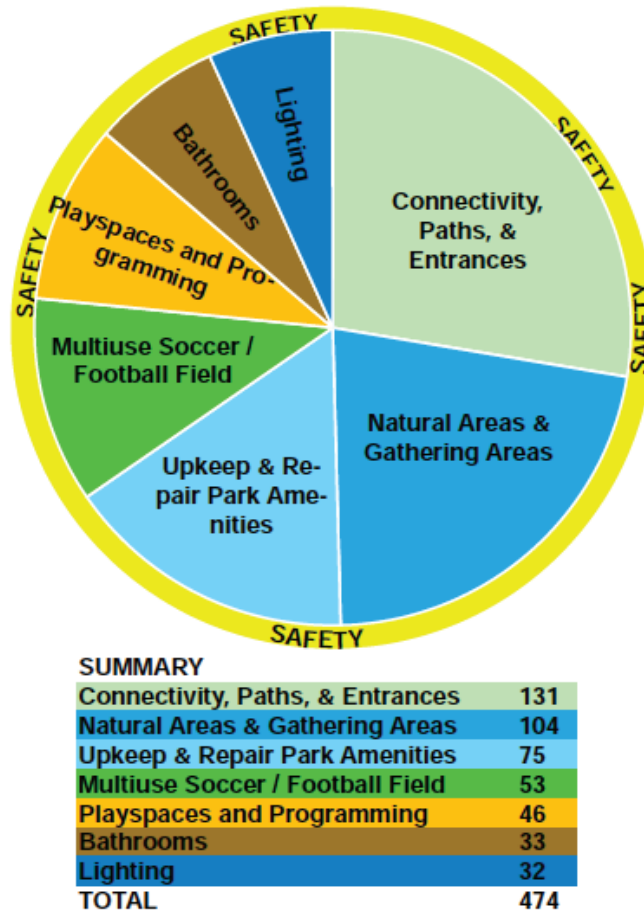 SAFETY
SAFETY
SAFETY
SAFETY
SAFETY
Lighting
Bathrooms
Playspaces and Pro-
gramming
Connectivity,
Paths, &
Entrances
Multiuse Soccer /
Football Field
Natural Areas &
Gathering Areas
Upkeep & Re-
pair Park Ame-
nities
SUMMARY
Connectivity, Paths, & Entrances 131
Natural Areas & Gathering Areas 104
Upkeep & Repair Park Amenities 75
Multiuse Soccer / Football Field 53
Playspaces and Programming 46
Bathrooms 33
Lighting 32
TOTAL 474